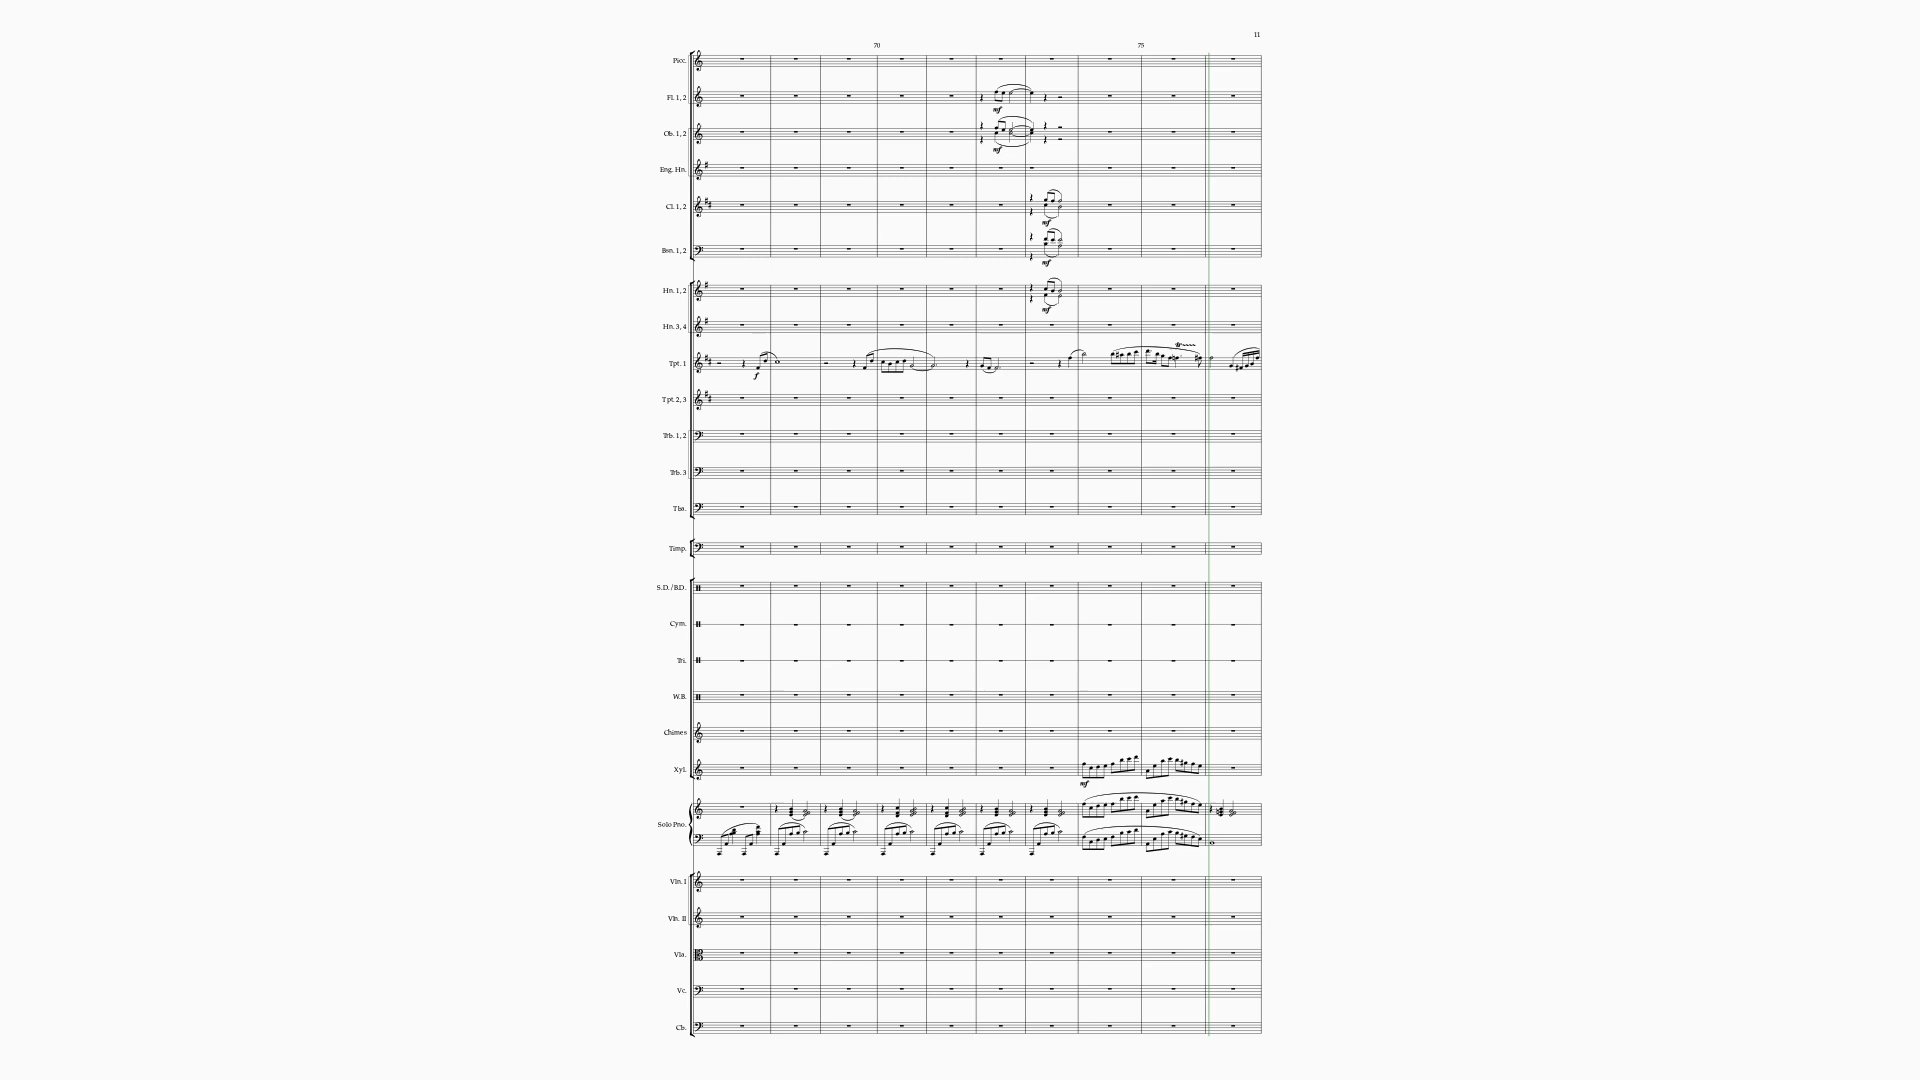 11
70 75
Picc.
Fl. 1, 2
mf
Ob. 1, 2
mf
Eng. Hn.
Cl. 1, 2
mf
Bsn. 1, 2
mf
Hn. 1, 2
mf
Hn. 3, 4
Tpt. 1
f
Tpt. 2, 3
Trb. 1, 2
Trb. 3
Tba.
Timp.
S.D./B.D.
Cym.
Tri.
W.B.
Chimes
Xyl.
mf
Solo Pno.
Vln. I
Vln. II
Vla.
Vc.
Cb.